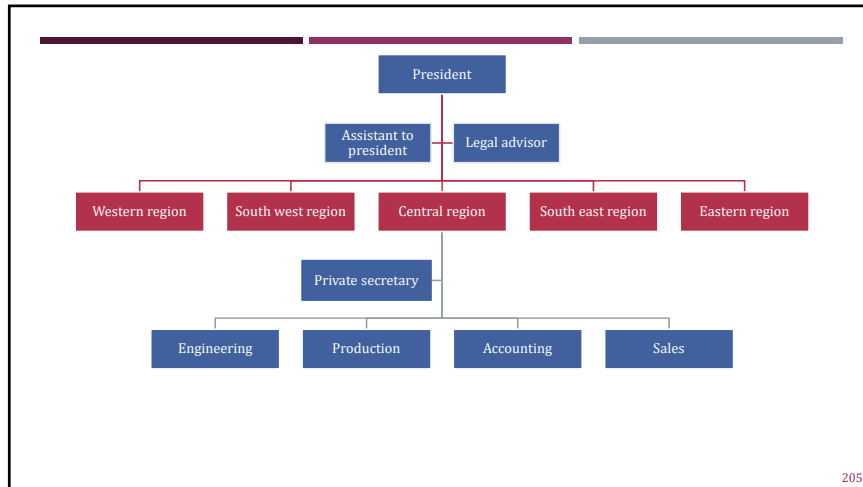 President
Assistant to
president
Legal advisor
Western region
South west region
Central region
South east region
Eastern region
Private secretary
Engineering
Production
Accounting
Sales
205